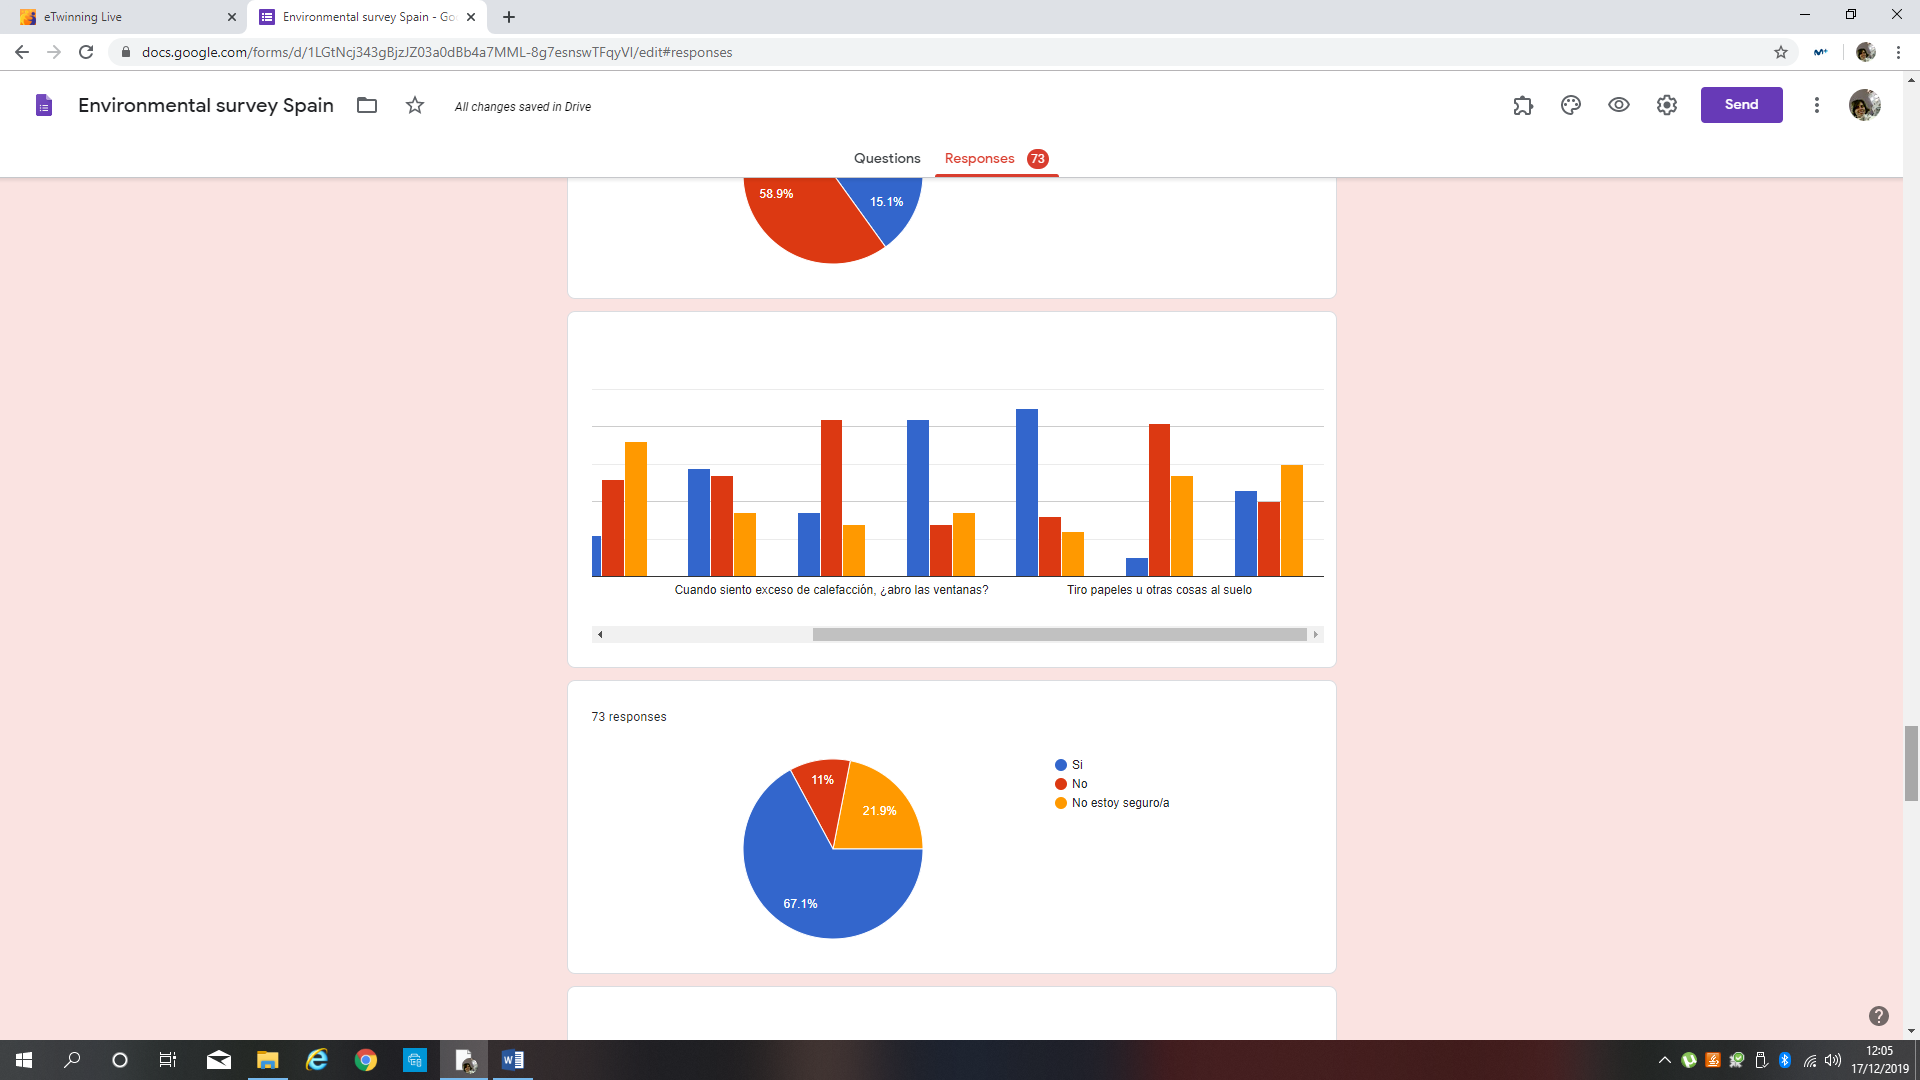 eTwinning Live
Environmental survey Spain - Go
docs.google.com/forms/d/1LGtNcj343gBjzJZ03a0dBb4a7MML-8g7esnswTFqyVI/edit#responses
Environmental survey Spain
All changes saved in Drive
Send
Questions
Responses 73
58.9%
15.1%
Cuando siento exceso de calefacción, ¿abro las ventanas?
Tiro papeles u otras cosas al suelo
73 responses
11%
21.9%
67.1%
Si
No
No estoy seguro/a
12:05
17/12/2019